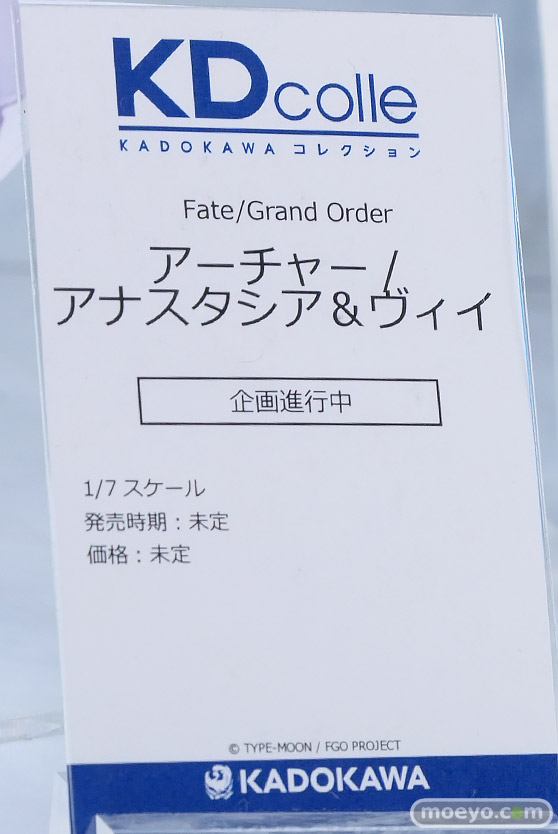 KDcolle
KADOKAWA コレクション
Fate/Grand Order
アーチャー/
アナスタシア&ヴィイ
企画進行中
1/7 スケール
発売時期：未定
価格：未定
© TYPE-MOON / FGO PROJECT
KADOKAWA
moeyo.com